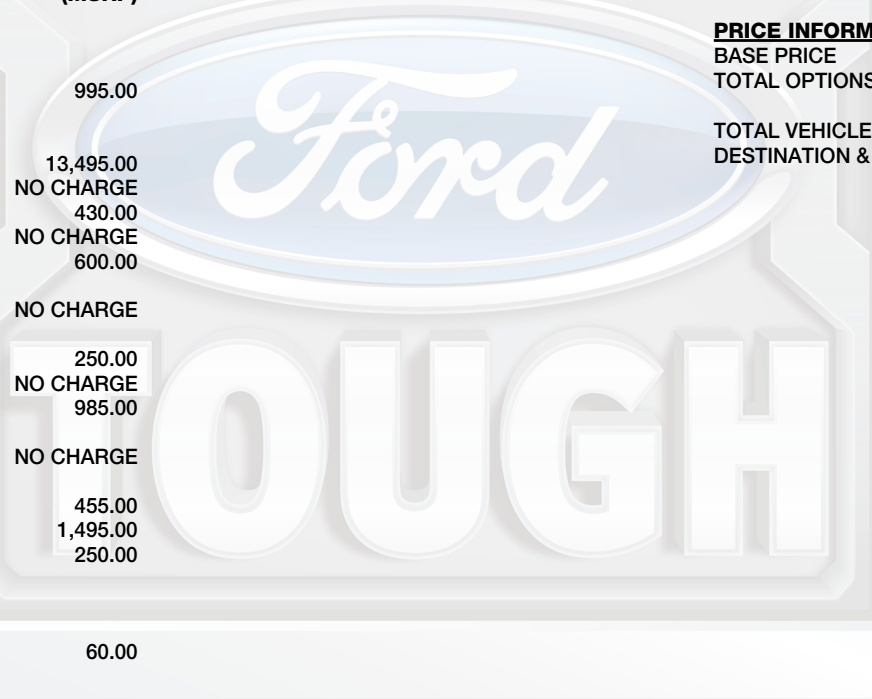 (MSRP)
995.00
13,495.00
NO CHARGE
430.00
NO CHARGE
600.00
NO CHARGE
250.00
NO CHARGE
985.00
NO CHARGE
455.00
1,495.00
250.00
60.00
PRICE INFORM
BASE PRICE
TOTAL OPTIONS
TOTAL VEHICLE
DESTINATION &
Ford
TOUGH